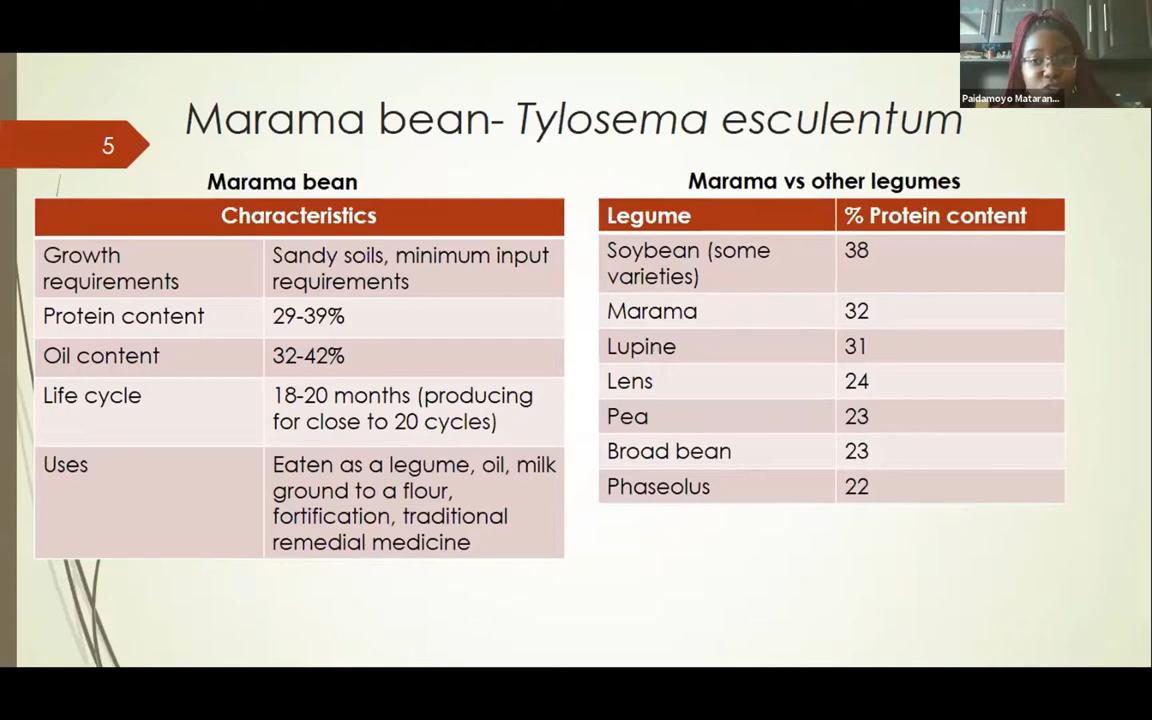 Paidamoyo Mataran...
Marama bean- Tylosema esculentum
5
Marama bean
Characteristics
Growth requirements
Sandy soils, minimum input requirements
Protein content
29-39%
Oil content
32-42%
Life cycle
18-20 months (producing for close to 20 cycles)
Uses
Eaten as a legume, oil, milk ground to a flour, fortification, traditional remedial medicine
Marama vs other legumes
Legume
% Protein content
Soybean (some varieties)
38
Marama
32
Lupine
31
Lens
24
Pea
23
Broad bean
23
Phaseolus
22